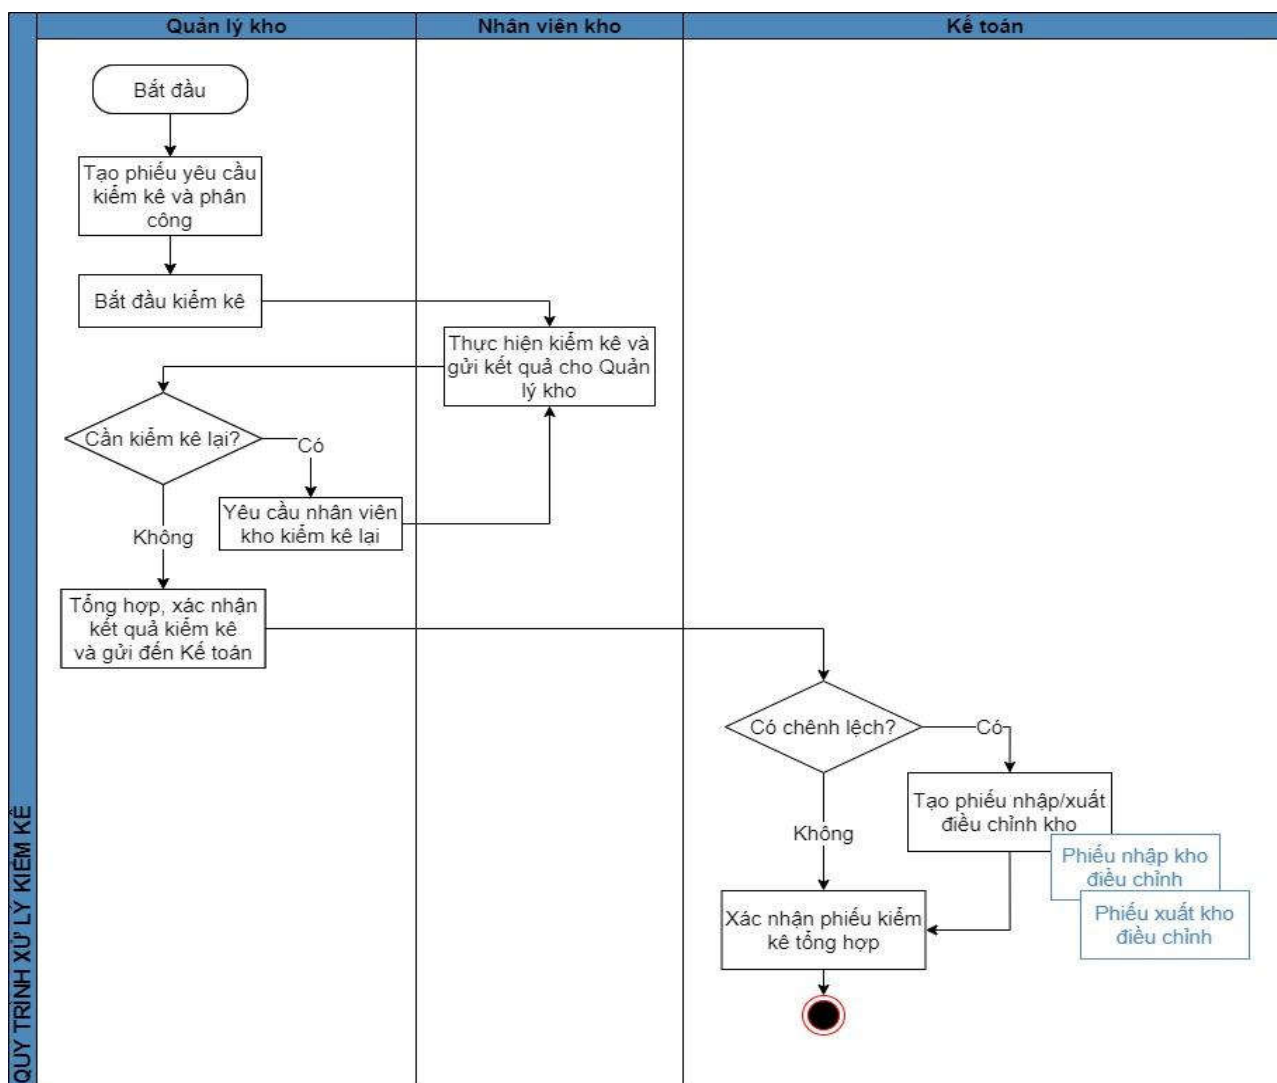 Quản lý kho
Nhân viên kho
Kế toán
QUY TRÌNH XỬ LÝ KIỂM KÊ
Bắt đầu
Tạo phiếu yêu cầu
kiểm kê và phân
công
Bắt đầu kiểm kê
Thực hiện kiểm kê và
gửi kết quả cho Quản
lý kho
Cần kiểm kê lại?
Có
Yêu cầu nhân viên
kho kiểm kê lại
Không
Tổng hợp, xác nhận
kết quả kiểm kê
và gửi đến Kế toán
Có chênh lệch?
Có
Tạo phiếu nhập/xuất
điều chỉnh kho
Không
Phiếu nhập kho
điều chỉnh
Phiếu xuất kho
điều chỉnh
Xác nhận phiếu kiểm
kê tổng hợp